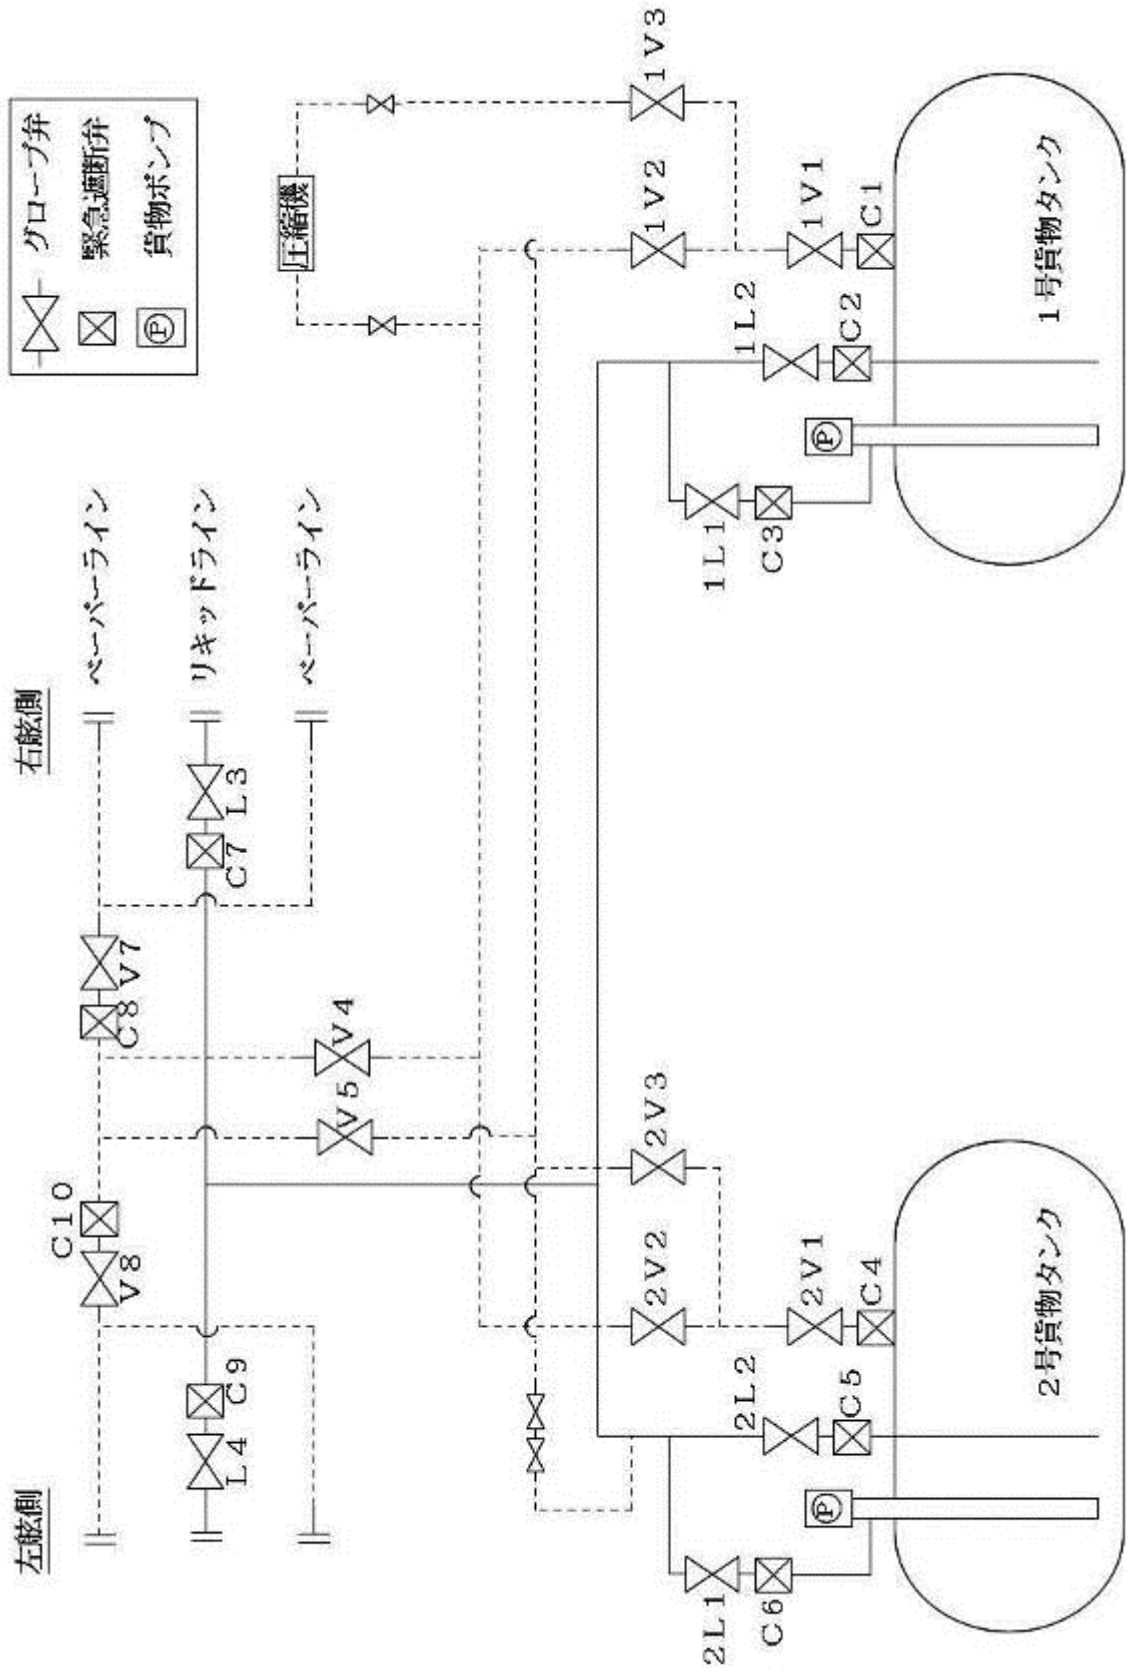 左舷側
右舷側
グローブ弁
緊急遮断弁
Ⓟ 貨物ポンプ
C10
V8
C8
V7
ベーパーライン
L4
C9
C7
L3
リキッドライン
ベーパーライン
V5
V4
圧縮機
2V2
2V3
1V2
1V3
2L1
C6
2L2
C5
2V1
C4
1L1
C3
1L2
C2
1V1
C1
Ⓟ
Ⓟ
2号貨物タンク
1号貨物タンク